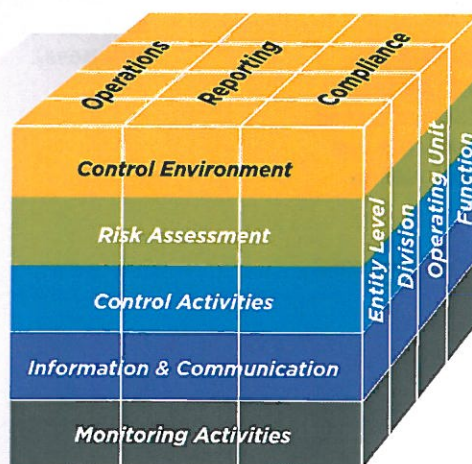 Operations
Reporting
Compliance
Control Environment
Risk Assessment
Control Activities
Information & Communication
Monitoring Activities
Entity Level
Division
Operating Unit
Function